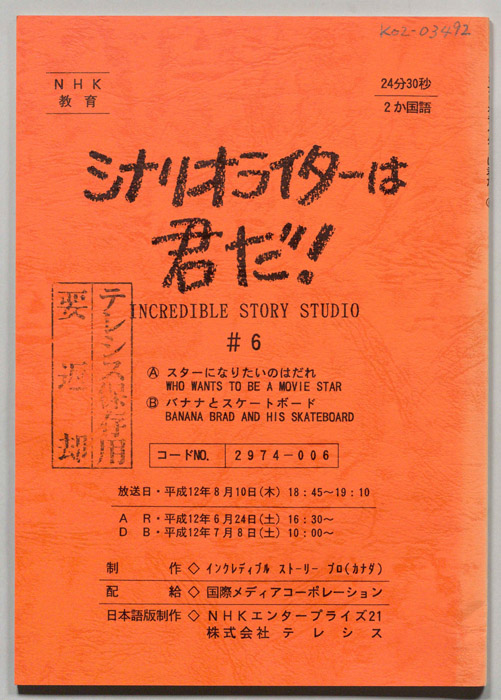 K02-03492
NHK
教育
24分30秒
2か国語
シナリオライターは
君だ!
INCREDIBLE STORY STUDIO
#6
Ⓐ スターになりたいのはだれ
WHO WANTS TO BE A MOVIE STAR
Ⓑ バナナとスケートボード
BANANA BRAD AND HIS SKATEBOARD
テレシス保存用
要返却
コードNO. 2974-006
放送日・平成12年8月10日(木) 18:45~19:10
AR・平成12年6月24日(土) 16:30~
DB・平成12年7月8日(土) 10:00~
制作◇インクレディブル ストーリー プロ(カナダ)
配給◇国際メディアコーポレーション
日本語版制作◇NHKエンタープライズ21
株式会社テレシス